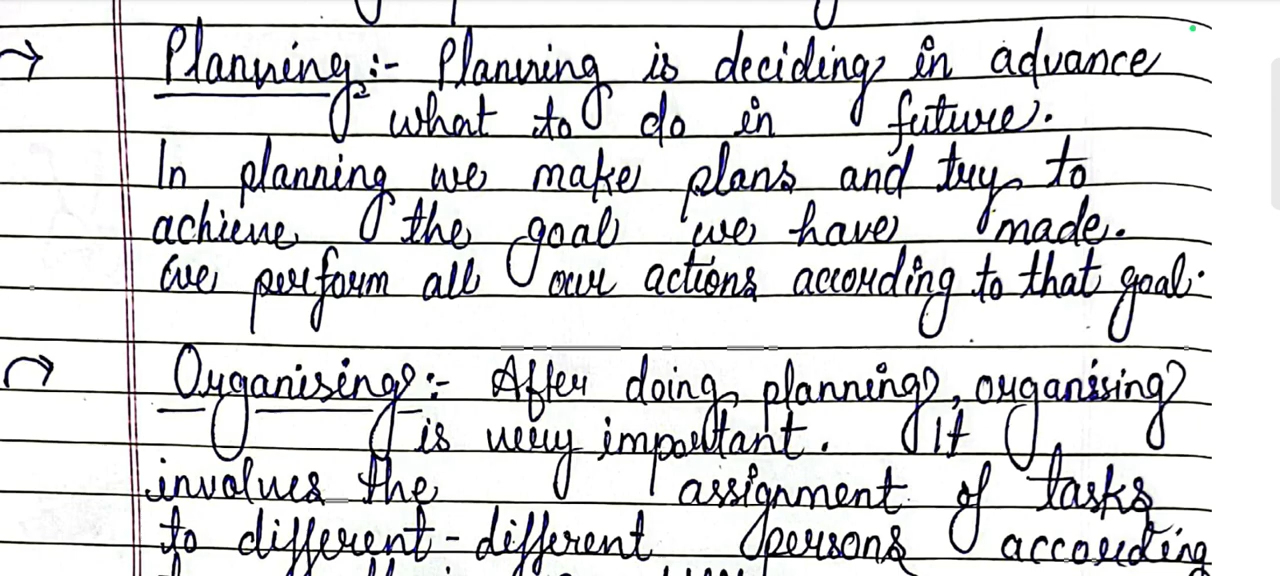 → Planning:- Planning is deciding in advance
what to do in future.
In planning we make plans and try to
achieve the goal we have made.
We perform all our actions according to that goal.
→ Organising:- After doing planning, organising
is very important. It
involves the assignment of tasks
to different-different persons according